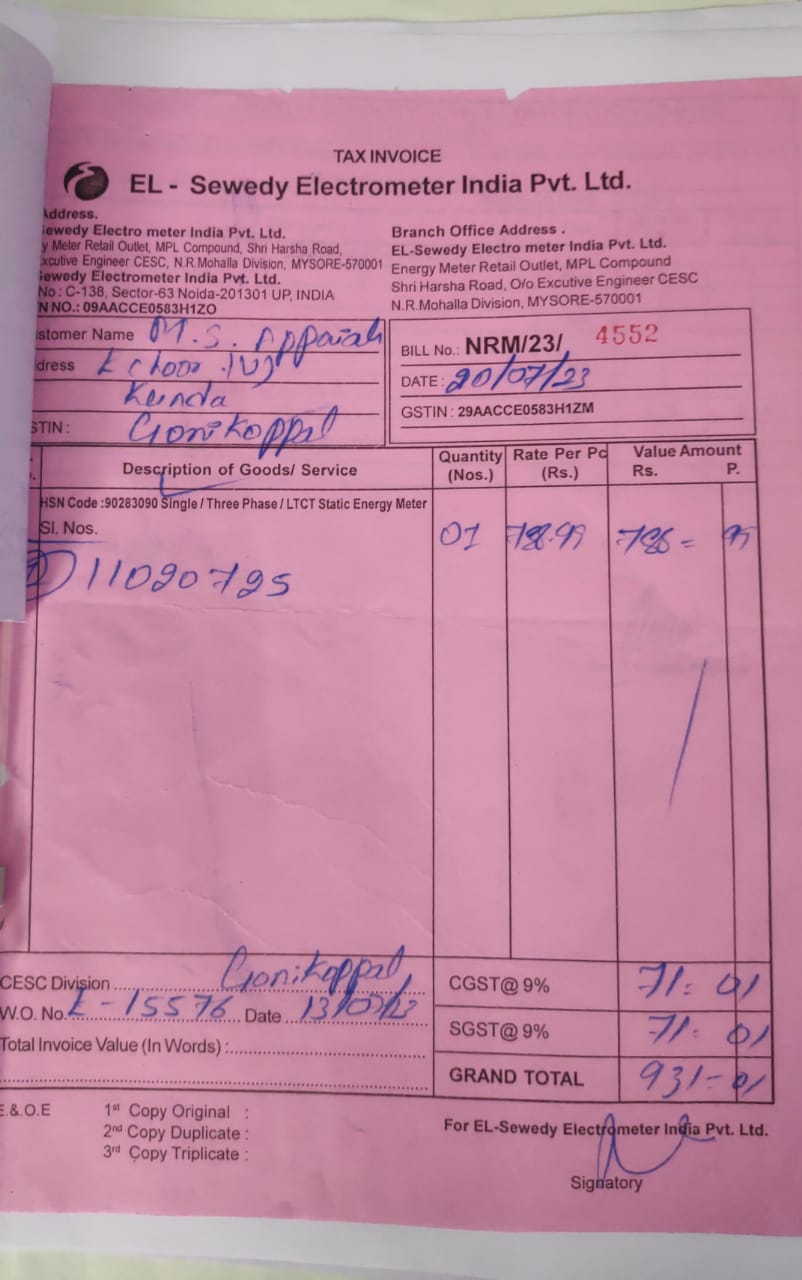 TAX INVOICE
EL - Sewedy Electrometer India Pvt. Ltd.
Address.
Sewedy Electro meter India Pvt. Ltd.
y Meter Retail Outlet, MPL Compound, Shri Harsha Road,
Excutive Engineer CESC, N.R.Mohalla Division, MYSORE-570001
Sewedy Electrometer India Pvt. Ltd.
No : C-138, Sector-63 Noida-201301 UP, INDIA
N NO.: 09AACCE0583H1ZO
Branch Office Address .
EL-Sewedy Electro meter India Pvt. Ltd.
Energy Meter Retail Outlet, MPL Compound
Shri Harsha Road, O/o Excutive Engineer CESC
N.R.Mohalla Division, MYSORE-570001
stomer Name M.S. Appaiah
dress
Kunda
STIN : Gonikoppal
BILL No.: NRM/23/ 4552
DATE : 20/07/23
GSTIN : 29AACCE0583H1ZM
Description of Goods/ Service Quantity (Nos.) Rate Per Pc (Rs.) Value Amount Rs. P.
HSN Code :90283090 Single / Three Phase / LTCT Static Energy Meter
Sl. Nos. 01
11020725
CESC Division Gonikoppal
W.O. No. E-15576 Date
Total Invoice Value (In Words) :
CGST@ 9% 71- 01
SGST@ 9% 71- 01
GRAND TOTAL 931- 01
E.&.O.E 1st Copy Original :
2nd Copy Duplicate :
3rd Copy Triplicate :
For EL-Sewedy Electrometer India Pvt. Ltd.
Signatory